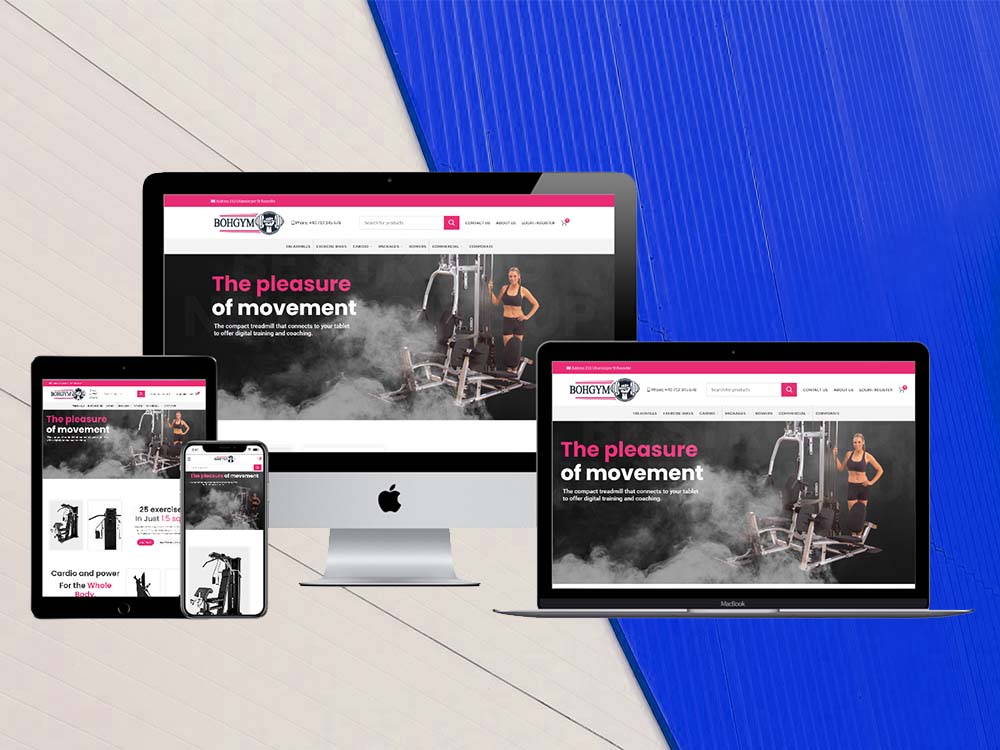 BOHGYM
Search for products
CONTACT US ABOUT US LOGIN / REGISTER
TREADMILLS EXERCISE BIKES CARDIO PACKAGES ROWERS COMMERCIAL CORPORATE
The pleasure
of movement
The compact treadmill that connects to your tablet
to offer digital training and coaching.
BOHGYM
Search for products
CONTACT US ABOUT US LOGIN / REGISTER
TREADMILLS EXERCISE BIKES CARDIO PACKAGES ROWERS COMMERCIAL CORPORATE
The pleasure
of movement
The compact treadmill that connects to your tablet
to offer digital training and coaching.
MacBook
BOHGYM
The pleasure
of movement
25 exercise
In Just 1.5 sq
Cardio and power
For the Whole
Body.
The pleasure of movement